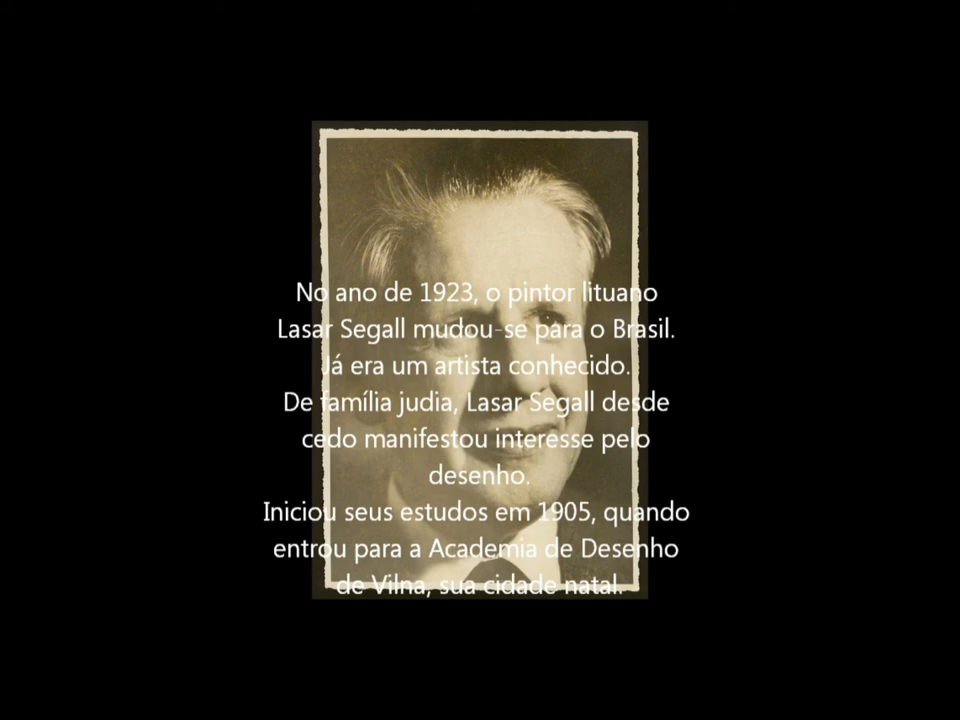 No ano de 1923, o pintor lituano
Lasar Segall mudou-se para o Brasil.
Já era um artista conhecido.
De família judia, Lasar Segall desde
cedo manifestou interesse pelo
desenho.
Iniciou seus estudos em 1905, quando
entrou para a Academia de Desenho
de Vilna, sua cidade natal.